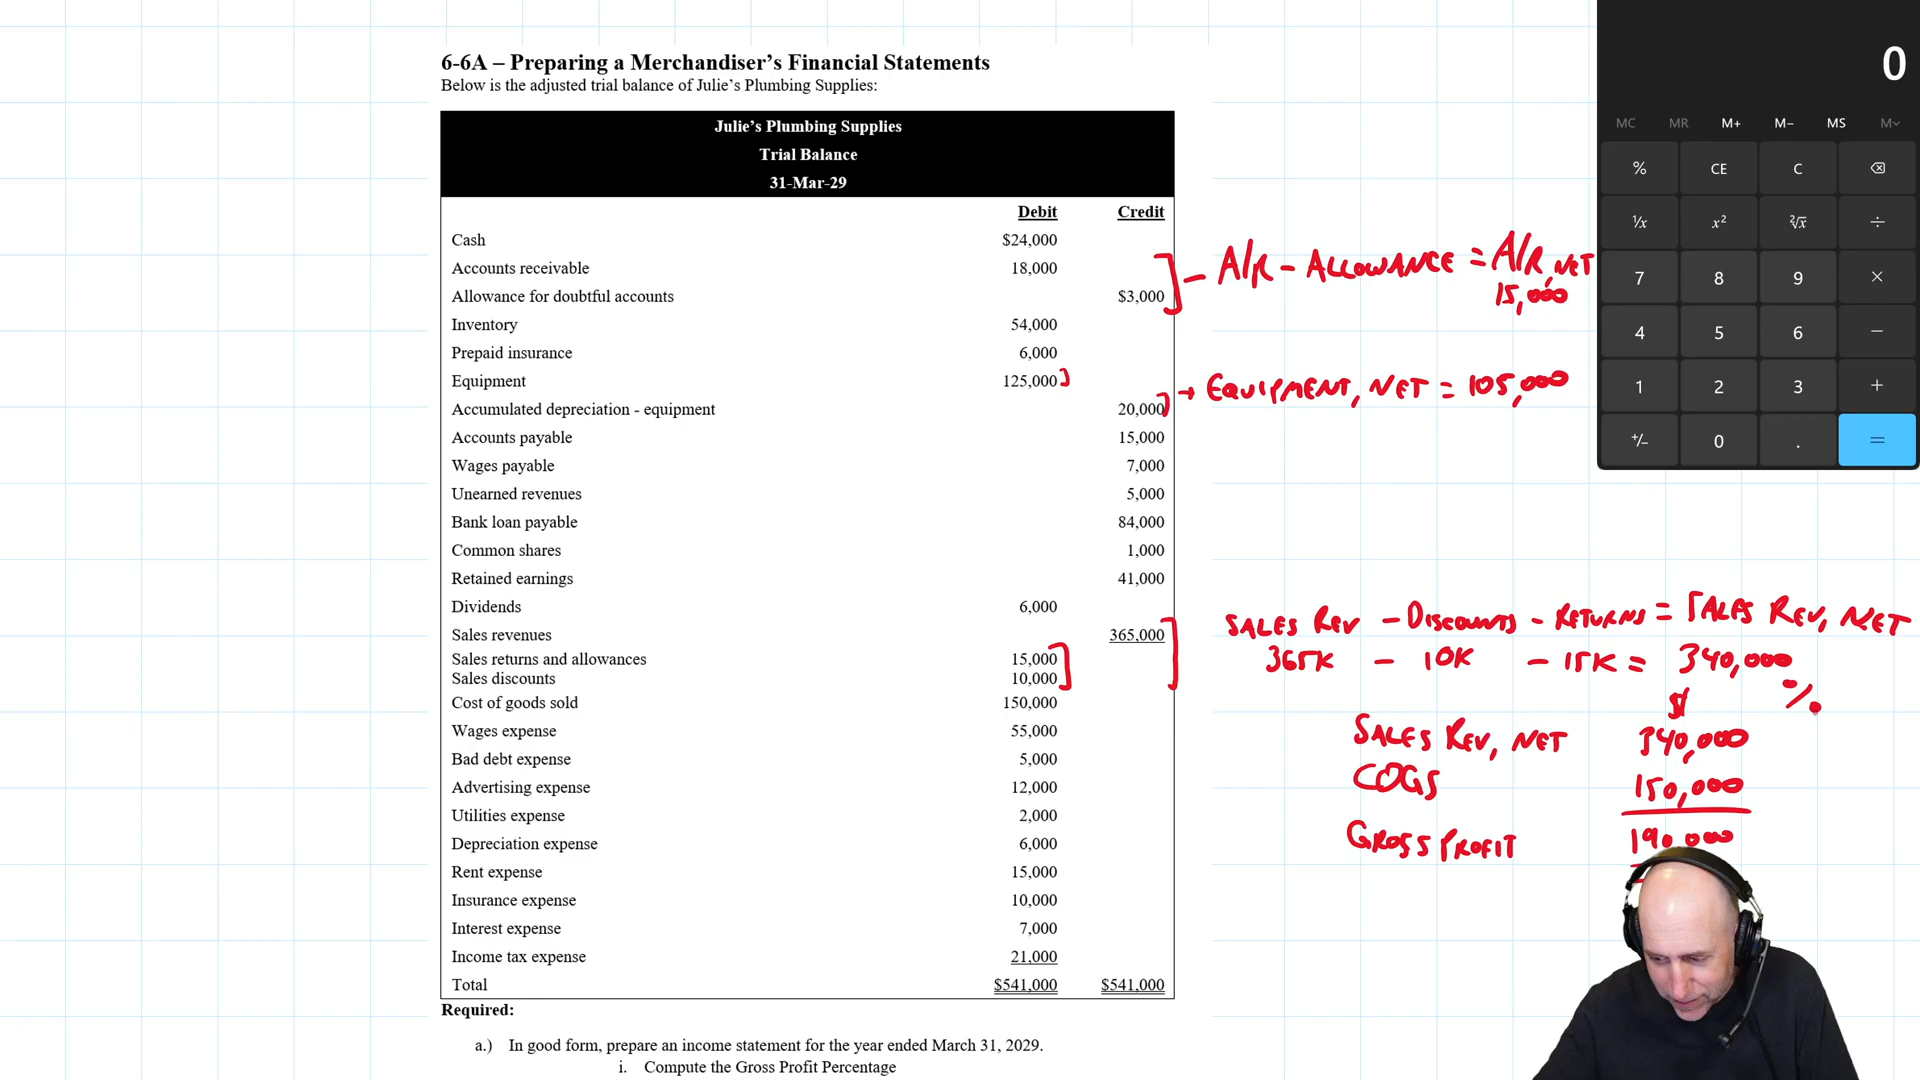 6-6A – Preparing a Merchandiser's Financial Statements
Below is the adjusted trial balance of Julie's Plumbing Supplies:
Julie's Plumbing Supplies
Trial Balance
31-Mar-29
Debit Credit
Cash $24,000
Accounts receivable 18,000
Allowance for doubtful accounts $3,000
Inventory 54,000
Prepaid insurance 6,000
Equipment 125,000
Accumulated depreciation - equipment 20,000
Accounts payable 15,000
Wages payable 7,000
Unearned revenues 5,000
Bank loan payable 84,000
Common shares 1,000
Retained earnings 41,000
Dividends 6,000
Sales revenues 365,000
Sales returns and allowances 15,000
Sales discounts 10,000
Cost of goods sold 150,000
Wages expense 55,000
Bad debt expense 5,000
Advertising expense 12,000
Utilities expense 2,000
Depreciation expense 6,000
Rent expense 15,000
Insurance expense 10,000
Interest expense 7,000
Income tax expense 21,000
Total $541,000 $541,000
Required:
a.) In good form, prepare an income statement for the year ended March 31, 2029.
i. Compute the Gross Profit Percentage
– A/R – ALLOWANCE = A/R, NET
15,000
→ EQUIPMENT, NET = 105,000
SALES REV – DISCOUNTS – RETURNS = SALES REV, NET
365K – 10K – 15K = 340,000
$ %
SALES REV, NET 340,000
COGS 150,000
GROSS PROFIT 190,000
0
MC MR M+ M− MS M˅
% CE C ⌫
⅟x x² ²√x ÷
7 8 9 ×
4 5 6 −
1 2 3 +
+/− 0 . =